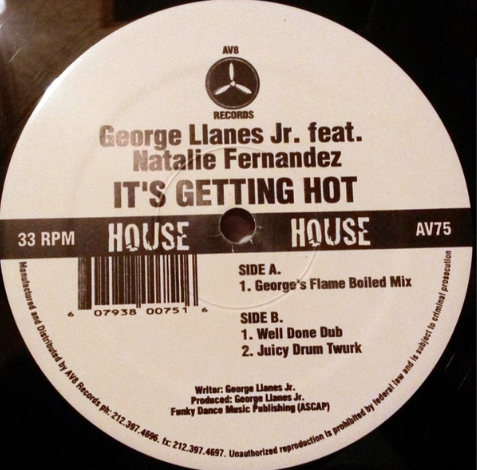 AV8
RECORDS
George Llanes Jr. feat.
Natalie Fernandez
IT'S GETTING HOT
33 RPM HOUSE HOUSE AV75
6 07938 00751 6
SIDE A.
1. George's Flame Boiled Mix
SIDE B.
1. Well Done Dub
2. Juicy Drum Twurk
Writer: George Llanes Jr.
Produced: George Llanes Jr.
Funky Dance Music Publishing (ASCAP)
Manufactured and Distributed by AV8 Records ph: 212.397.4696, fx: 212.397.4697. Unauthorized reproduction is prohibited by federal law and is subject to criminal prosecution